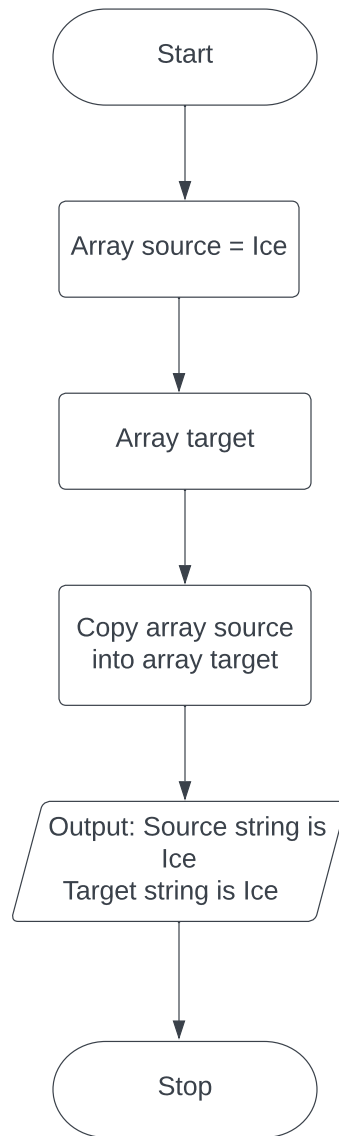 Start
Array source = Ice
Array target
Copy array source
into array target
Output: Source string is
Ice
Target string is Ice
Stop